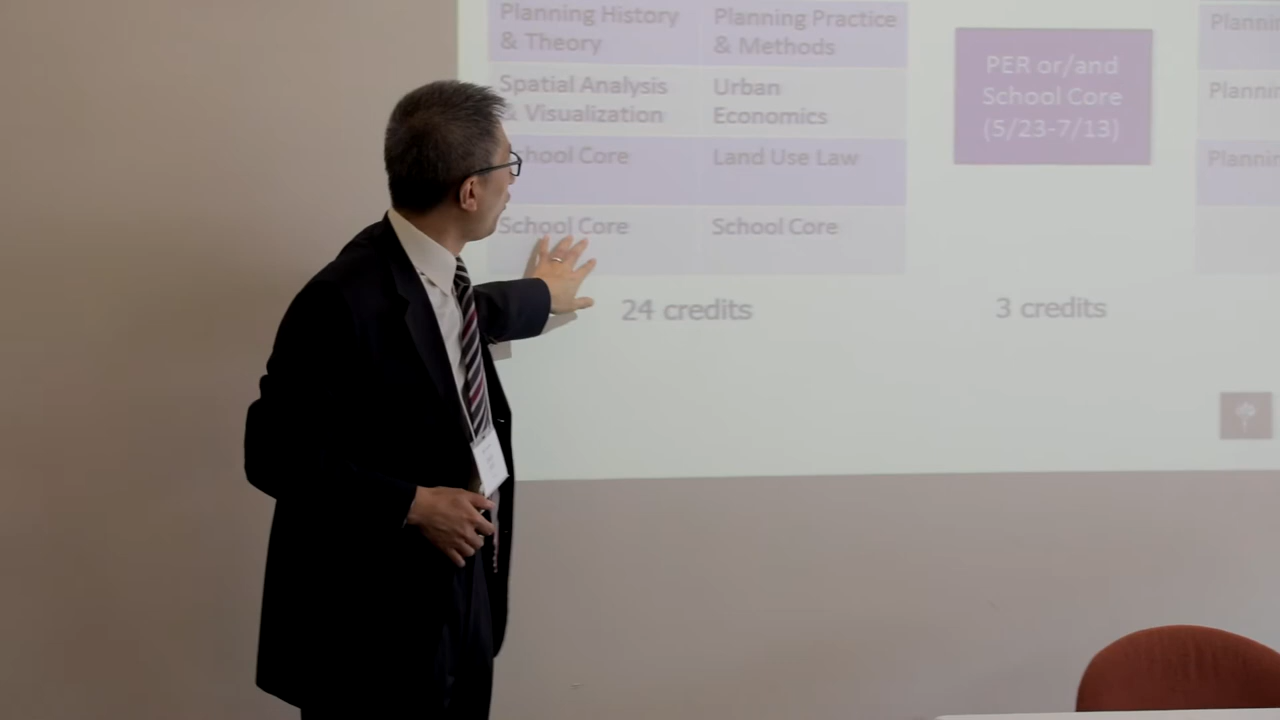 Planning History
& Theory
Planning Practice
& Methods
Spatial Analysis
& Visualization
Urban
Economics
School Core
Land Use Law
School Core
School Core
24 credits
PER or/and
School Core
(5/23-7/13)
3 credits